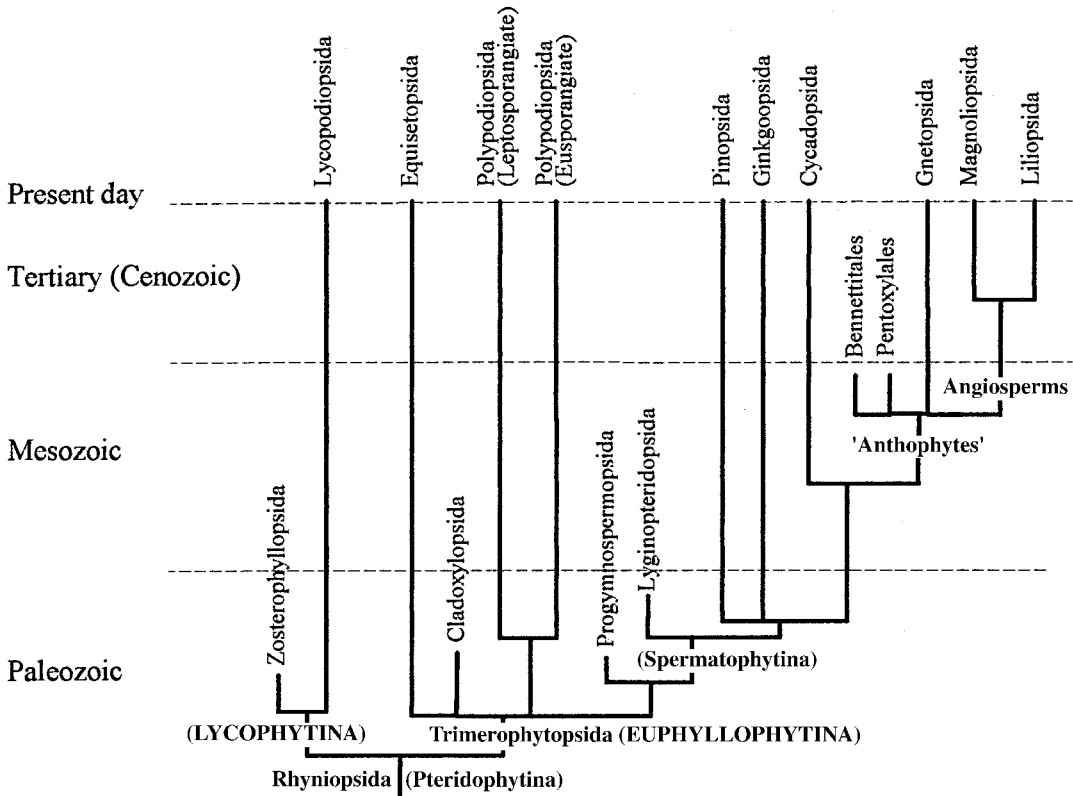 Lycopodiopsida
Equisetopsida
Polypodiopsida
(Leptosporangiate)
Polypodiopsida
(Eusporangiate)
Pinopsida
Ginkgoopsida
Cycadopsida
Gnetopsida
Magnoliopsida
Liliopsida
Present day
Tertiary (Cenozoic)
Bennettitales
Pentoxylales
Angiosperms
'Anthophytes'
Mesozoic
Zosterophyllopsida
Cladoxylopsida
Progymnospermopsida
Lyginopteridopsida
Paleozoic
(Spermatophytina)
(LYCOPHYTINA)
Trimerophytopsida (EUPHYLLOPHYTINA)
Rhyniopsida (Pteridophytina)